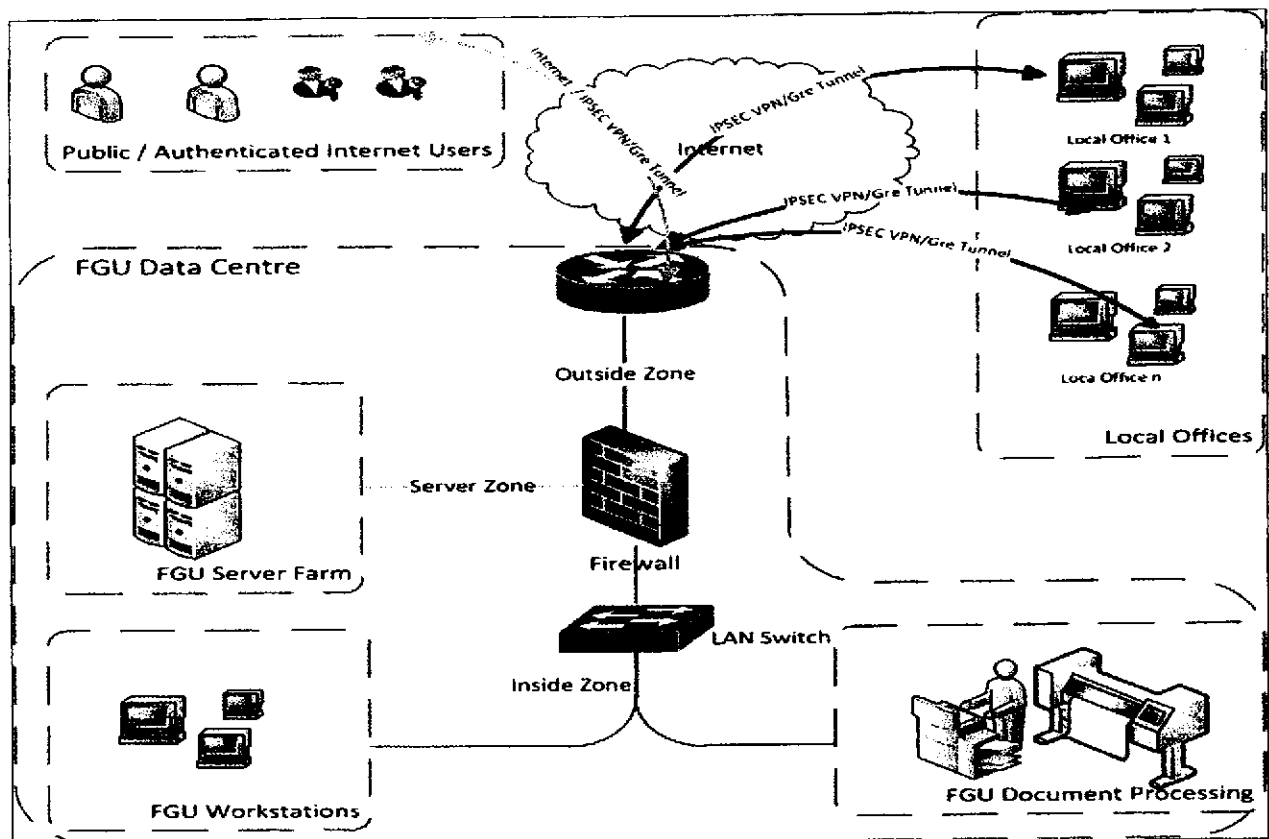 Internet / IPSEC VPN/Gre Tunnel
IPSEC VPN/Gre Tunnel
Internet
Public / Authenticated Internet Users
Local Office 1
IPSEC VPN/Gre Tunnel
IPSEC VPN/Gre Tunnel
Local Office 2
FGU Data Centre
Loca Office n
Outside Zone
Local Offices
Server Zone
Firewall
FGU Server Farm
LAN Switch
Inside Zone
FGU Workstations
FGU Document Processing